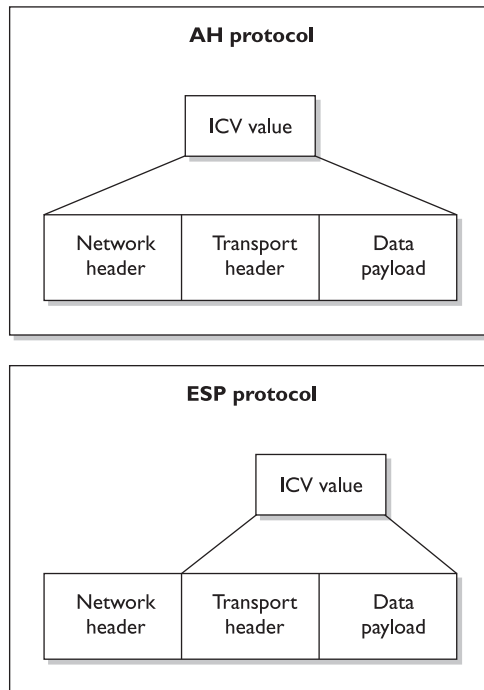 AH protocol
ICV value
Network
header
Transport
header
Data
payload
ESP protocol
ICV value
Network
header
Transport
header
Data
payload